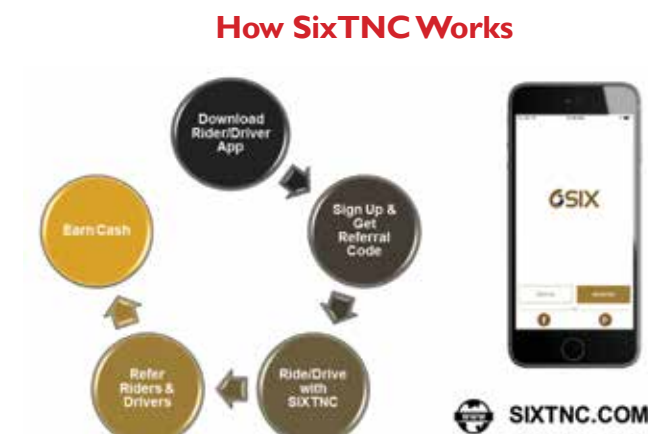 How SixTNC Works
Download
Rider/Driver
App
Sign Up &
Get
Referral
Code
Ride/Drive
with
SIXTNC
Refer
Riders &
Drivers
Earn Cash
6SIX
www
SIXTNC.COM